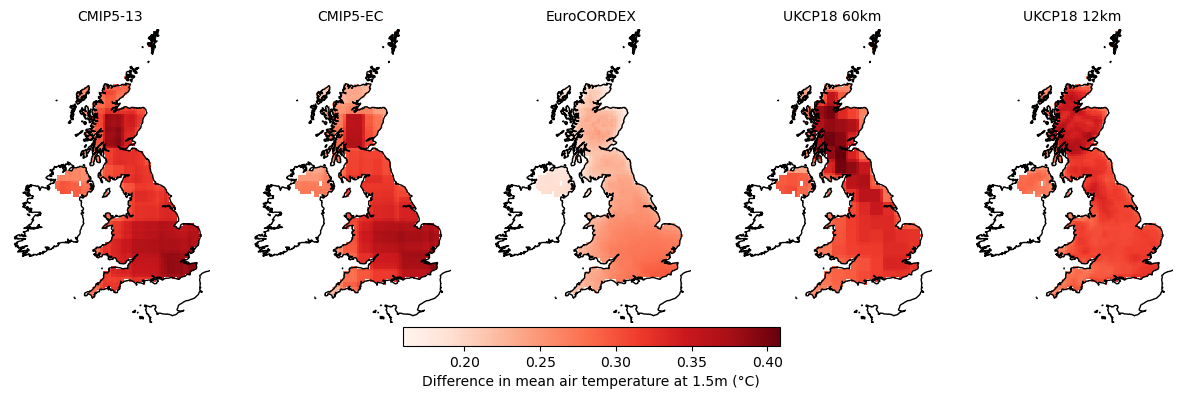 CMIP5-13
CMIP5-EC
EuroCORDEX
UKCP18 60km
UKCP18 12km
0.20
0.25
0.30
0.35
0.40
Difference in mean air temperature at 1.5m (°C)